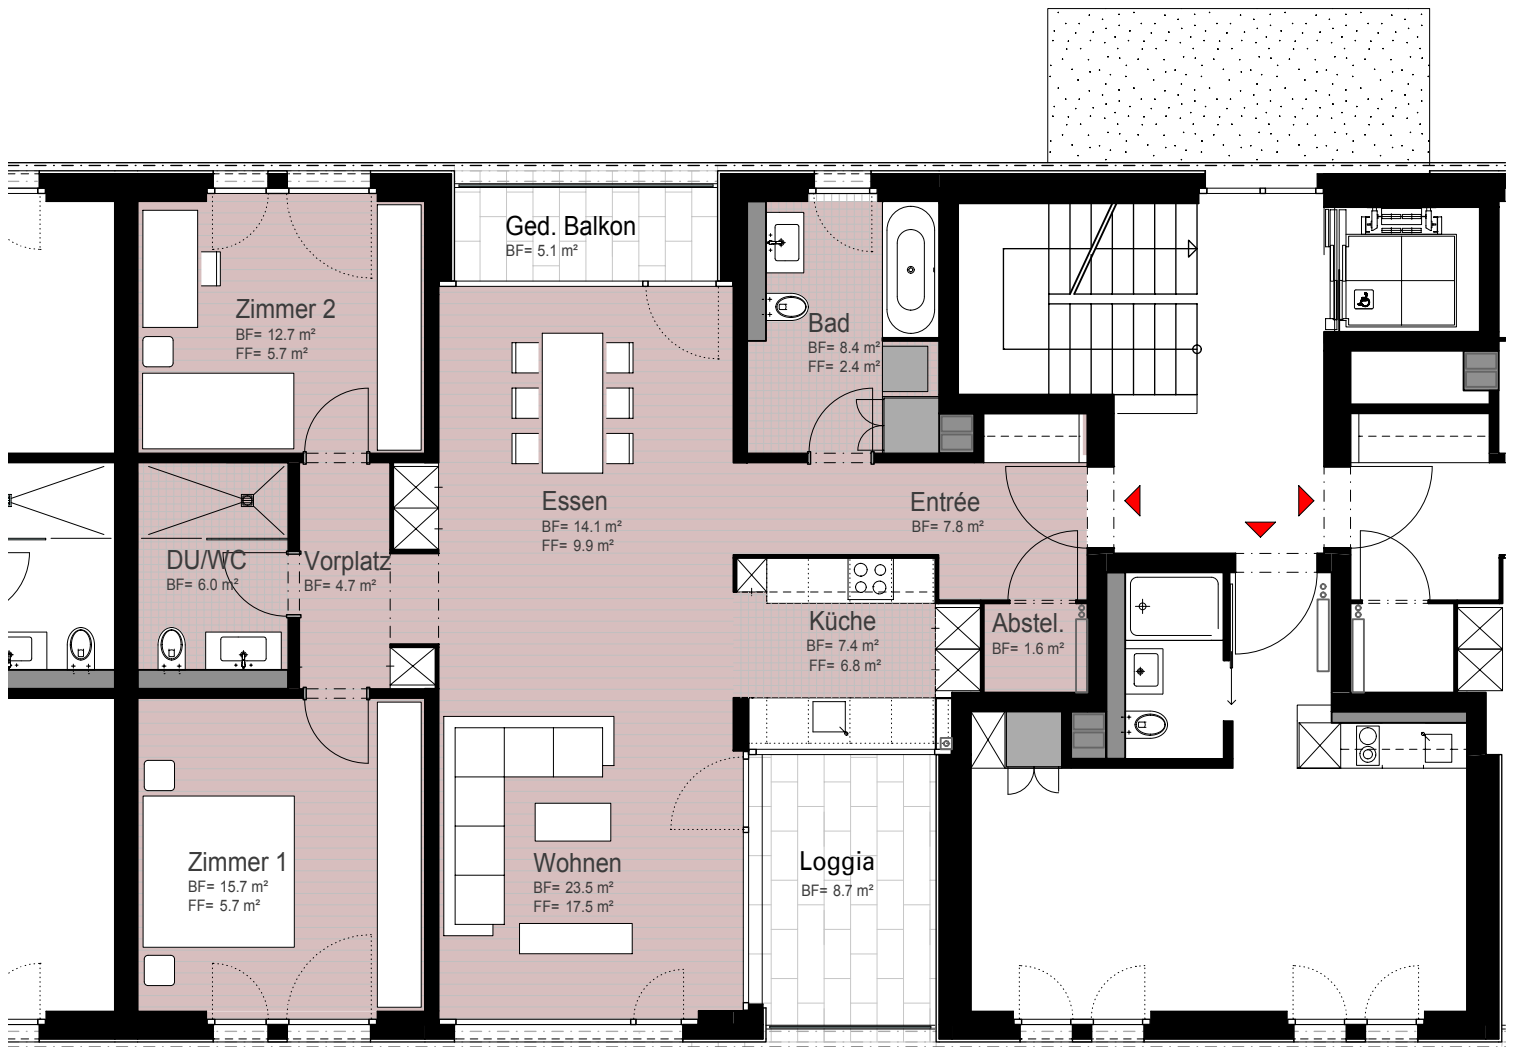 Ged. Balkon
BF= 5.1 m²
Zimmer 2
BF= 12.7 m²
FF= 5.7 m²
Bad
BF= 8.4 m²
FF= 2.4 m²
Essen
BF= 14.1 m²
FF= 9.9 m²
Entrée
BF= 7.8 m²
DU/WC
BF= 6.0 m²
Vorplatz
BF= 4.7 m²
Küche
BF= 7.4 m²
FF= 6.8 m²
Abstel.
BF= 1.6 m²
Zimmer 1
BF= 15.7 m²
FF= 5.7 m²
Wohnen
BF= 23.5 m²
FF= 17.5 m²
Loggia
BF= 8.7 m²